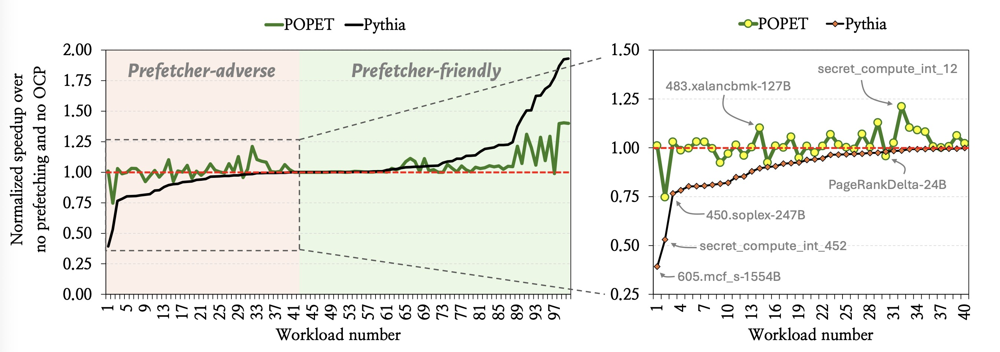 POPET Pythia
Normalized speedup over
no prefetching and no OCP
2.00
1.75
1.50
1.25
1.00
0.75
0.50
0.25
0.00
Prefetcher-adverse
Prefetcher-friendly
1 5 9 13 17 21 25 29 33 37 41 45 49 53 57 61 65 69 73 77 81 85 89 93 97
Workload number
POPET Pythia
1.50
1.25
1.00
0.75
0.50
0.25
secret_compute_int_12
483.xalancbmk-127B
PageRankDelta-24B
450.soplex-247B
secret_compute_int_452
605.mcf_s-1554B
1 4 7 10 13 16 19 22 25 28 31 34 37 40
Workload number